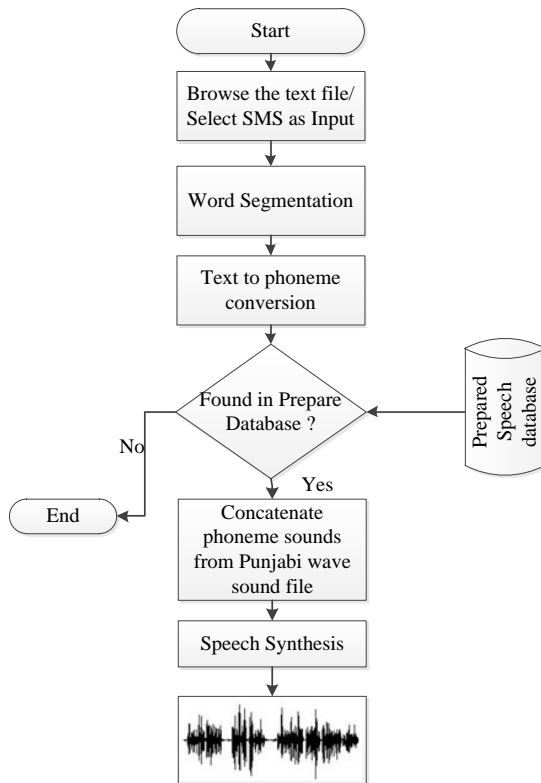 Start
Browse the text file/
Select SMS as Input
Word Segmentation
Text to phoneme
conversion
Found in Prepare
Database ?
Prepared
Speech
database
No
End
Yes
Concatenate
phoneme sounds
from Punjabi wave
sound file
Speech Synthesis